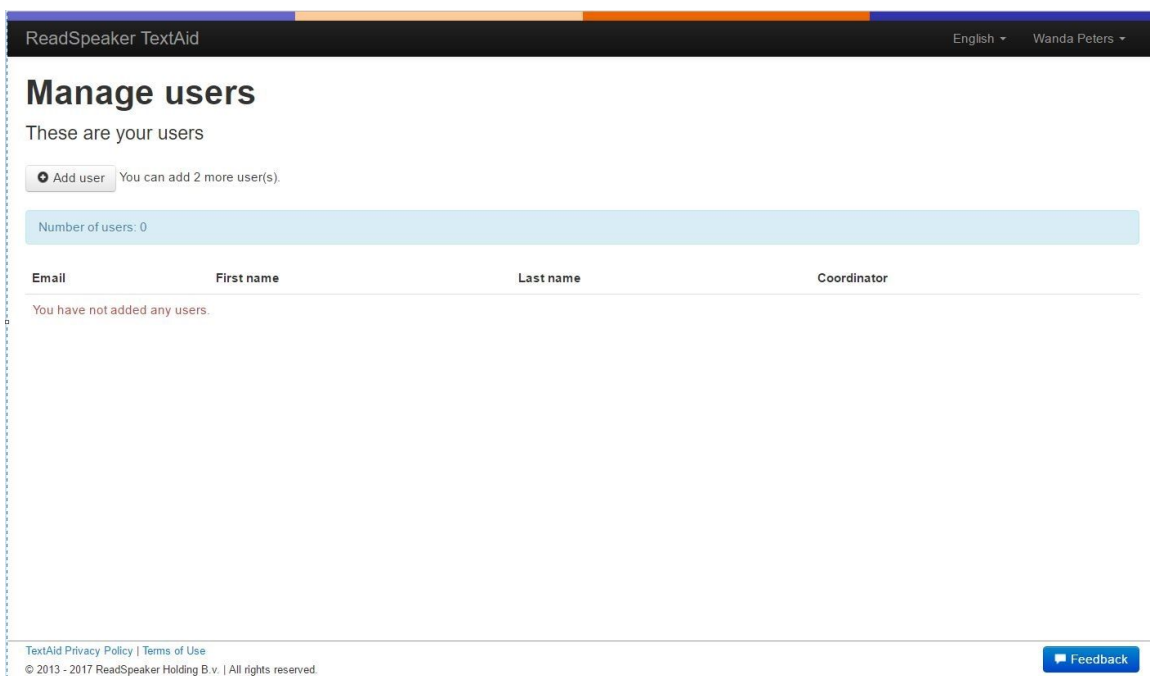 ReadSpeaker TextAid English Wanda Peters
Manage users
These are your users
Add user You can add 2 more user(s).
Number of users: 0
Email First name Last name Coordinator
You have not added any users.
TextAid Privacy Policy | Terms of Use
© 2013 - 2017 ReadSpeaker Holding B.v. | All rights reserved.
Feedback